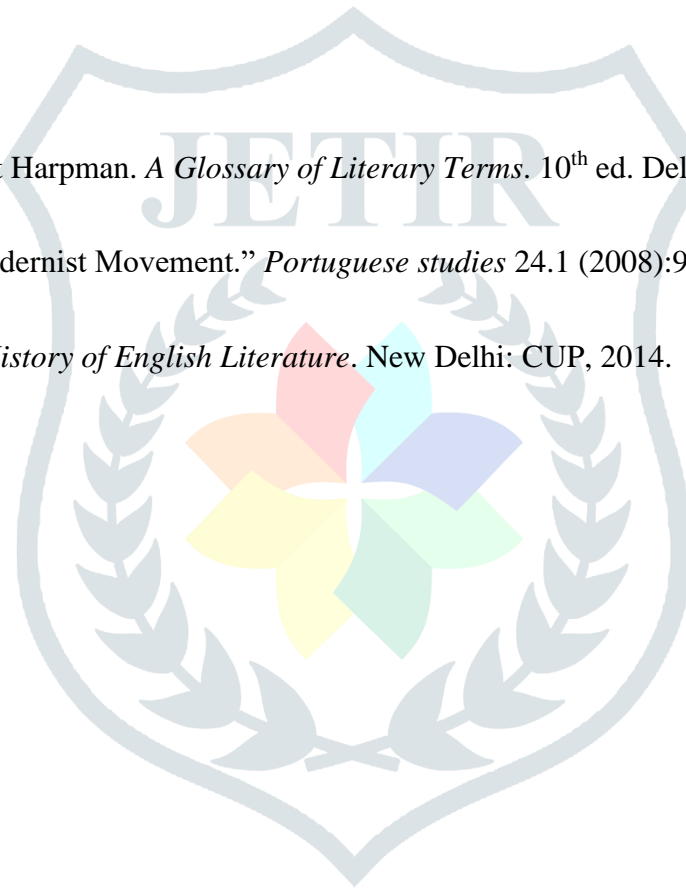 JETIR
t Harpman. A Glossary of Literary Terms. 10th ed. Del
dernist Movement.” Portuguese studies 24.1 (2008):9
istory of English Literature. New Delhi: CUP, 2014.